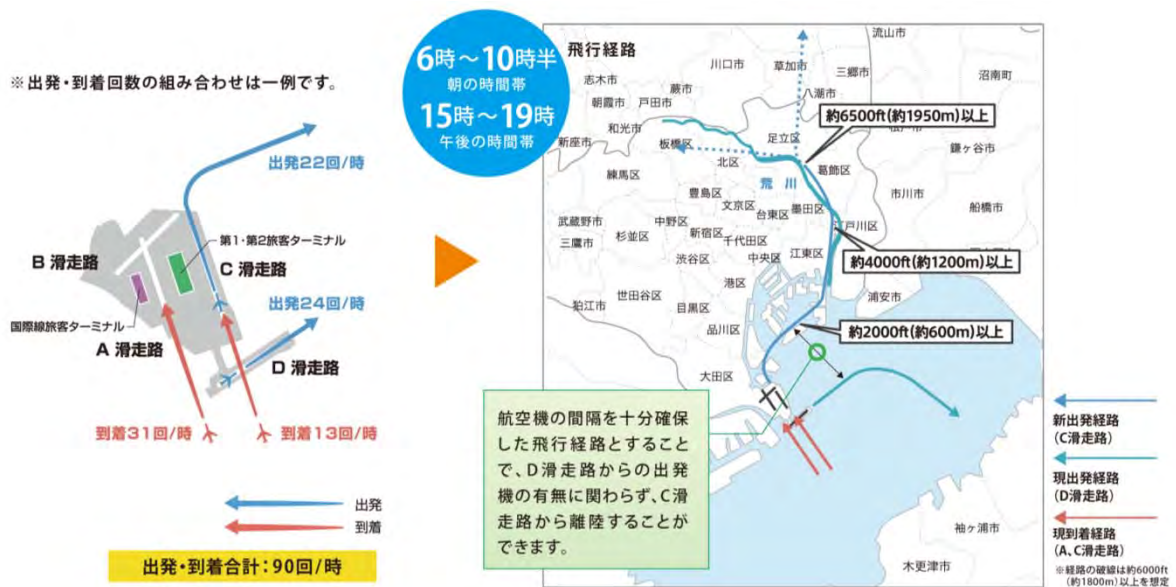 ※出発・到着回数の組み合わせは一例です。
出発22回/時
第1・第2旅客ターミナル
B 滑走路
C 滑走路
国際線旅客ターミナル
出発24回/時
A 滑走路
D 滑走路
到着31回/時
到着13回/時
出発
到着
出発・到着合計：90回/時
6時～10時半
朝の時間帯
15時～19時
午後の時間帯
飛行経路
流山市
川口市
草加市
三郷市
沼南町
志木市
蕨市
八潮市
朝霞市
戸田市
約6500ft(約1950m)以上
和光市
足立区
新座市
板橋区
鎌ヶ谷市
北区
葛飾区
練馬区
荒川
市川市
豊島区
文京区
墨田区
船橋市
台東区
武蔵野市
中野区
新宿区
江戸川区
三鷹市
杉並区
千代田区
江東区
渋谷区
中央区
約4000ft(約1200m)以上
港区
世田谷区
浦安市
狛江市
目黒区
品川区
約2000ft(約600m)以上
大田区
航空機の間隔を十分確保
した飛行経路とすること
で、D滑走路からの出発
機の有無に関わらず、C滑
走路から離陸することが
できます。
新出発経路
(C滑走路)
現出発経路
(D滑走路)
現到着経路
(A、C滑走路)
袖ヶ浦市
木更津市
※経路の破線は約6000ft
(約1800m)以上を想定